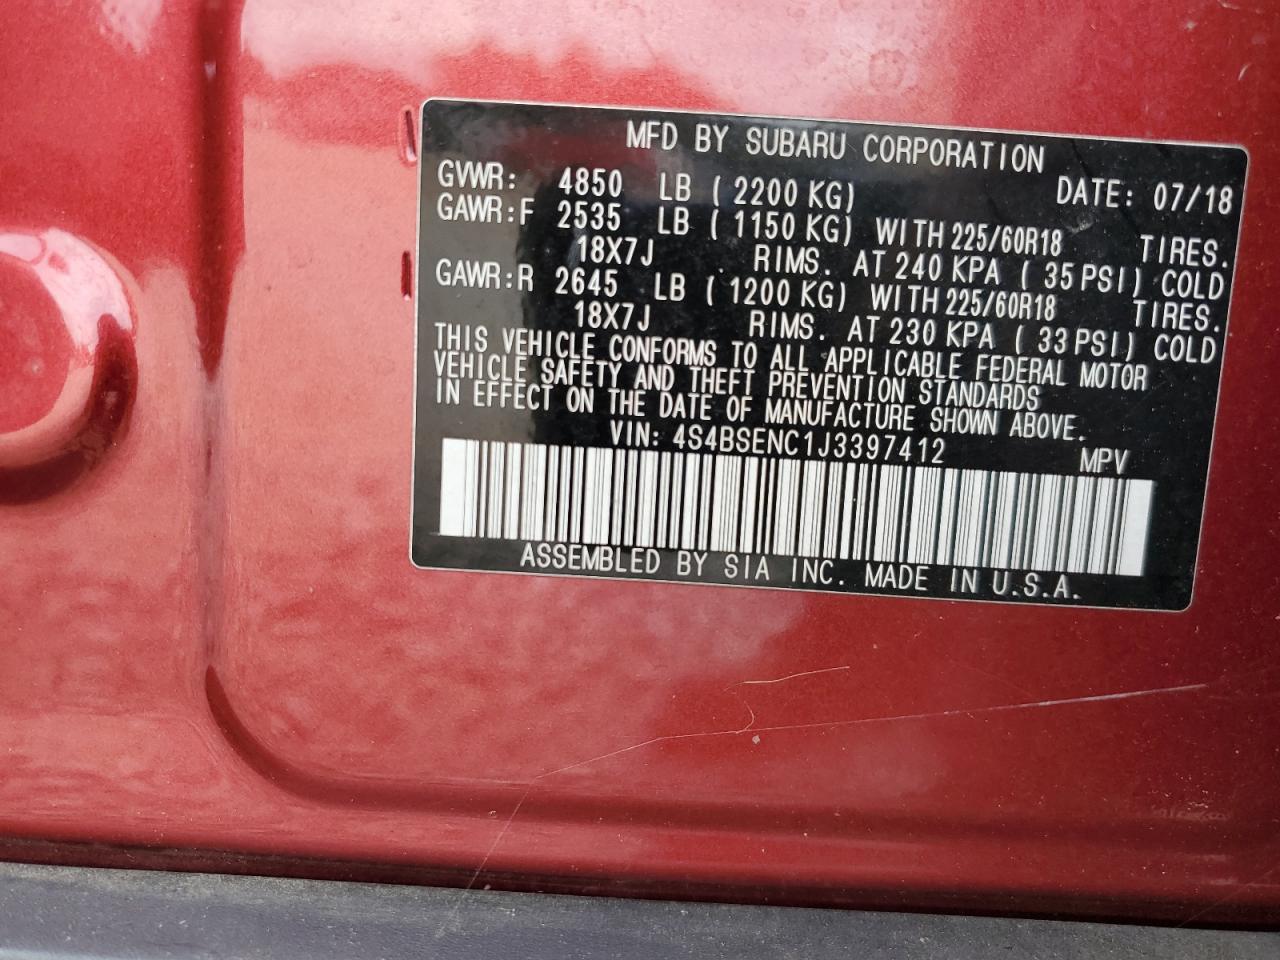 MFD BY SUBARU CORPORATION
GVWR: 4850 LB ( 2200 KG) DATE: 07/18
GAWR:F 2535 LB ( 1150 KG) WITH 225/60R18 TIRES.
18X7J RIMS. AT 240 KPA ( 35 PSI) COLD
GAWR:R 2645 LB ( 1200 KG) WITH 225/60R18 TIRES.
18X7J RIMS. AT 230 KPA ( 33 PSI) COLD
THIS VEHICLE CONFORMS TO ALL APPLICABLE FEDERAL MOTOR
VEHICLE SAFETY AND THEFT PREVENTION STANDARDS
IN EFFECT ON THE DATE OF MANUFACTURE SHOWN ABOVE.
VIN: 4S4BSENC1J3397412 MPV
ASSEMBLED BY SIA INC. MADE IN U.S.A.